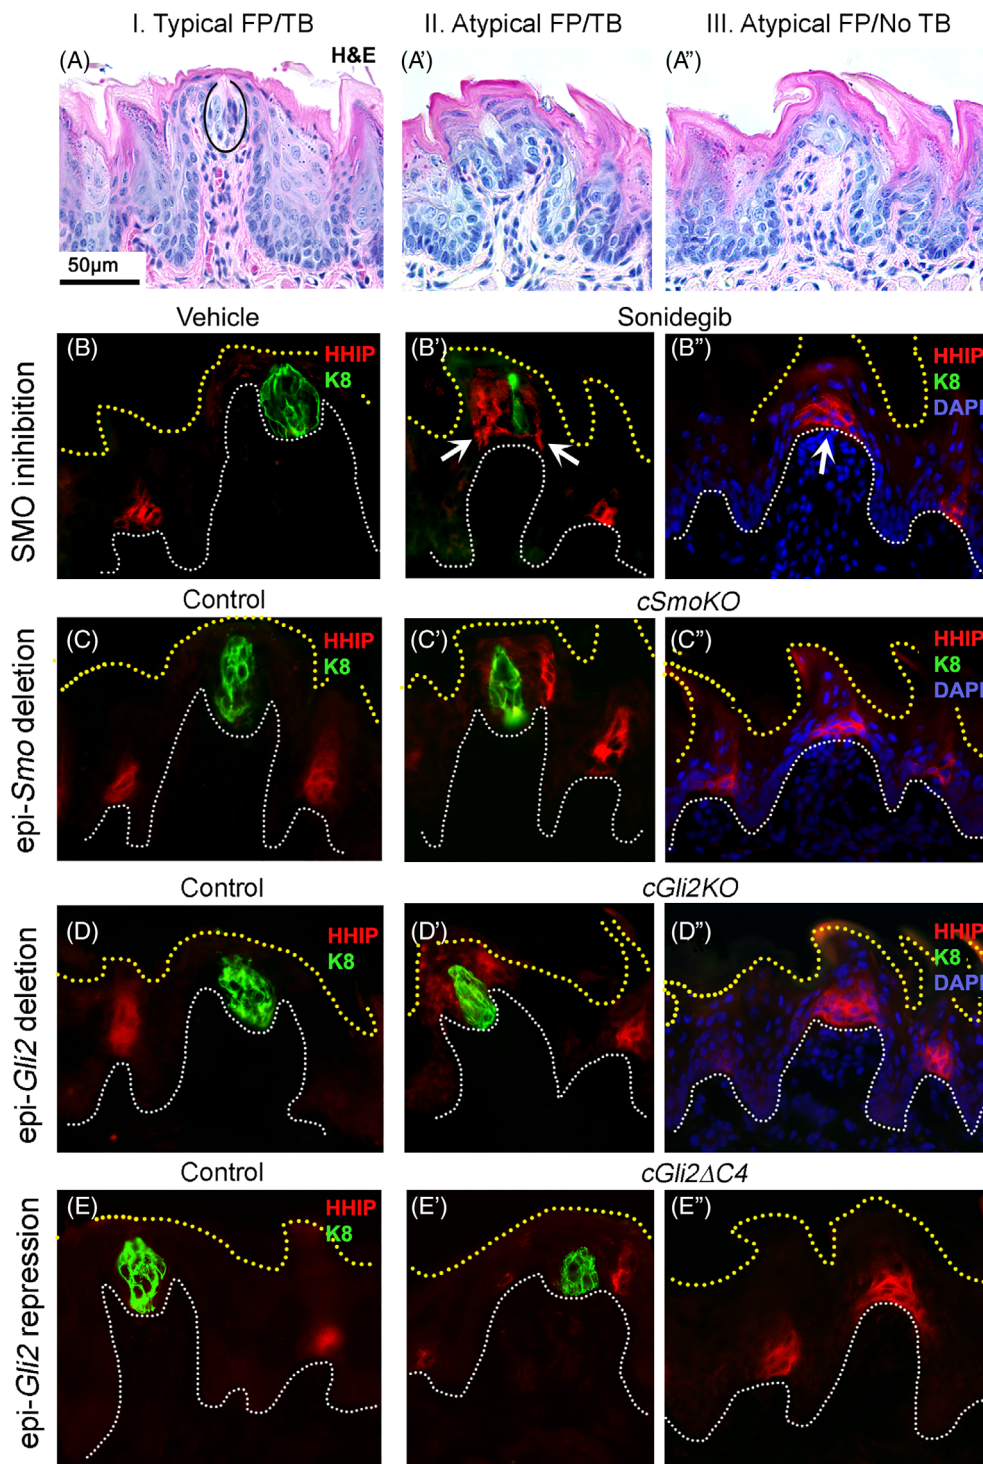 I. Typical FP/TB
II. Atypical FP/TB
III. Atypical FP/No TB
(A)
H&E
(A')
(A'')
50µm
Vehicle
Sonidegib
SMO inihibition
(B)
HHIP
K8
(B')
(B'')
HHIP
K8
DAPI
Control
cSmoKO
epi-Smo deletion
(C)
HHIP
K8
(C')
(C'')
HHIP
K8
DAPI
Control
cGli2KO
epi-Gli2 deletion
(D)
HHIP
K8
(D')
(D'')
HHIP
K8
DAPI
Control
cGli2ΔC4
epi-Gli2 repression
(E)
HHIP
K8
(E')
(E'')